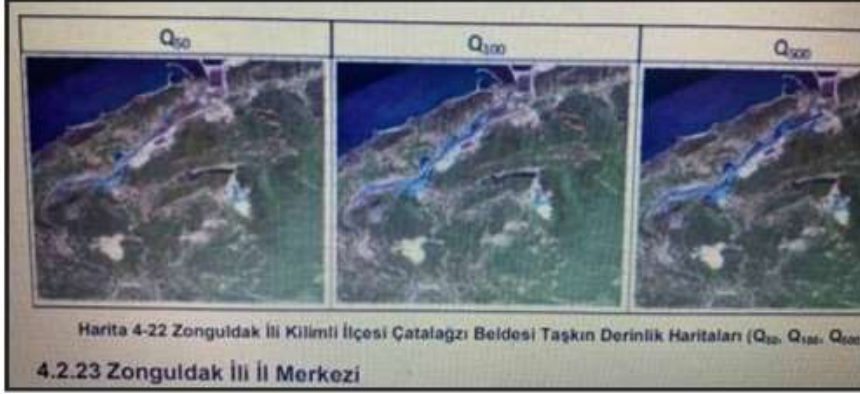 Q50
Q100
Q500
Harita 4-22 Zonguldak İli Kilimli İlçesi Çatalağzı Beldesi Taşkın Derinlik Haritaları (Q50, Q100, Q500
4.2.23 Zonguldak İli İl Merkezi